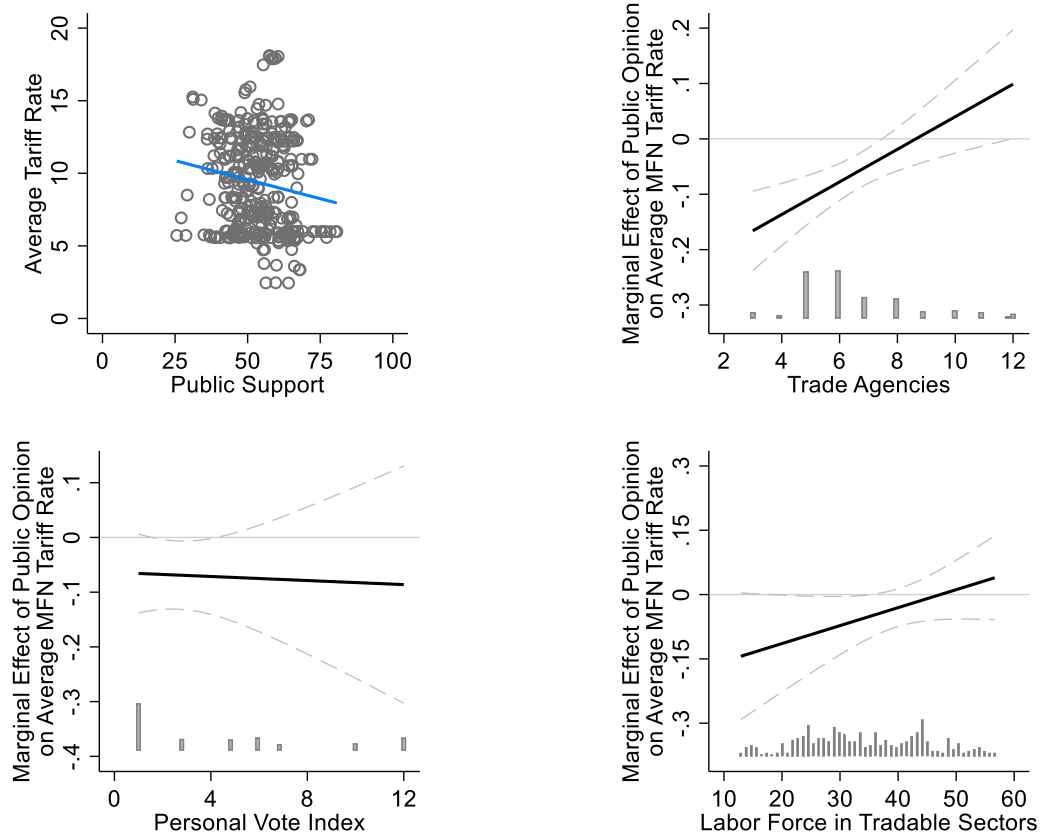 Average Tariff Rate
20
15
10
5
0
0 25 50 75 100
Public Support
Marginal Effect of Public Opinion
on Average MFN Tariff Rate
.2
.1
0
-.1
-.2
-.3
2 4 6 8 10 12
Trade Agencies
Marginal Effect of Public Opinion
on Average MFN Tariff Rate
.1
0
-.1
-.2
-.3
-.4
0 4 8 12
Personal Vote Index
Marginal Effect of Public Opinion
on Average MFN Tariff Rate
.3
.15
0
-.15
-.3
10 20 30 40 50 60
Labor Force in Tradable Sectors